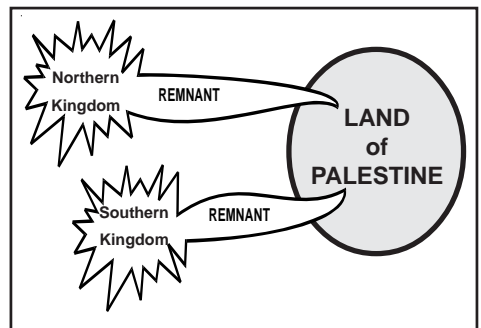 Northern
Kingdom
REMNANT
LAND
of
PALESTINE
Southern
Kingdom
REMNANT